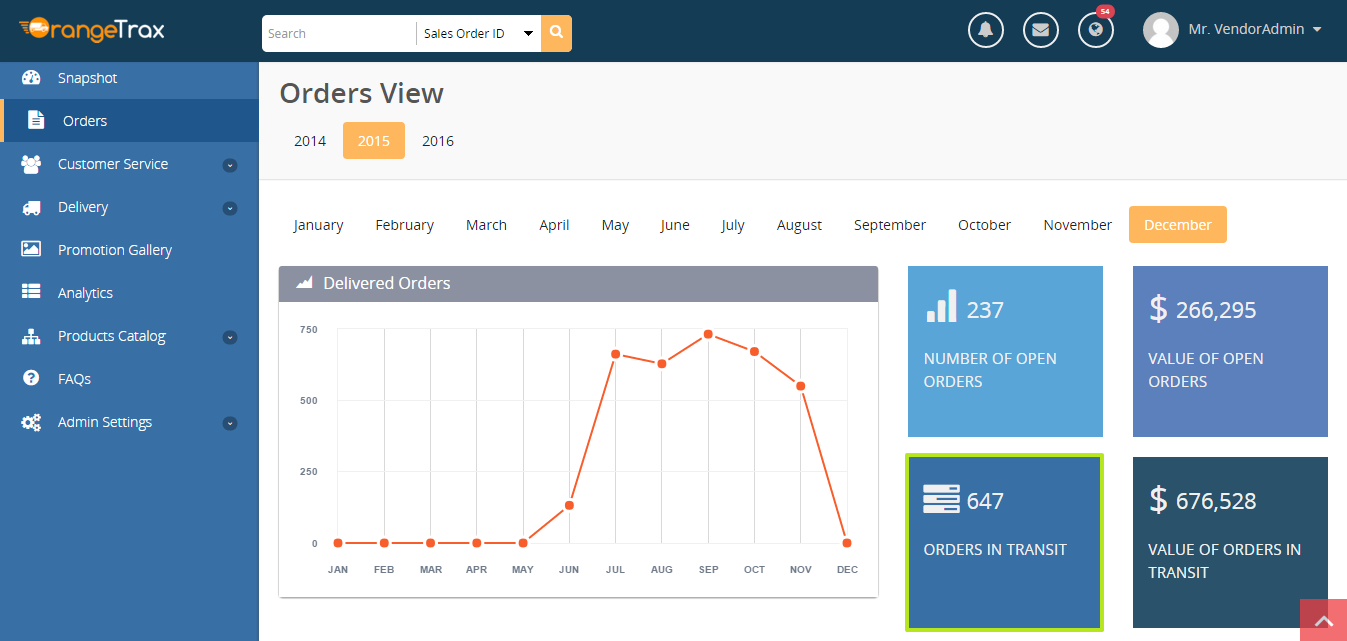 OrangeTrax
Search
Sales Order ID
54
Mr. VendorAdmin
Snapshot
Orders
Customer Service
Delivery
Promotion Gallery
Analytics
Products Catalog
FAQs
Admin Settings
Orders View
2014 2015 2016
January February March April May June July August September October November December
Delivered Orders
750
500
250
0
JAN FEB MAR APR MAY JUN JUL AUG SEP OCT NOV DEC
237
NUMBER OF OPEN
ORDERS
$ 266,295
VALUE OF OPEN
ORDERS
647
ORDERS IN TRANSIT
$ 676,528
VALUE OF ORDERS IN
TRANSIT